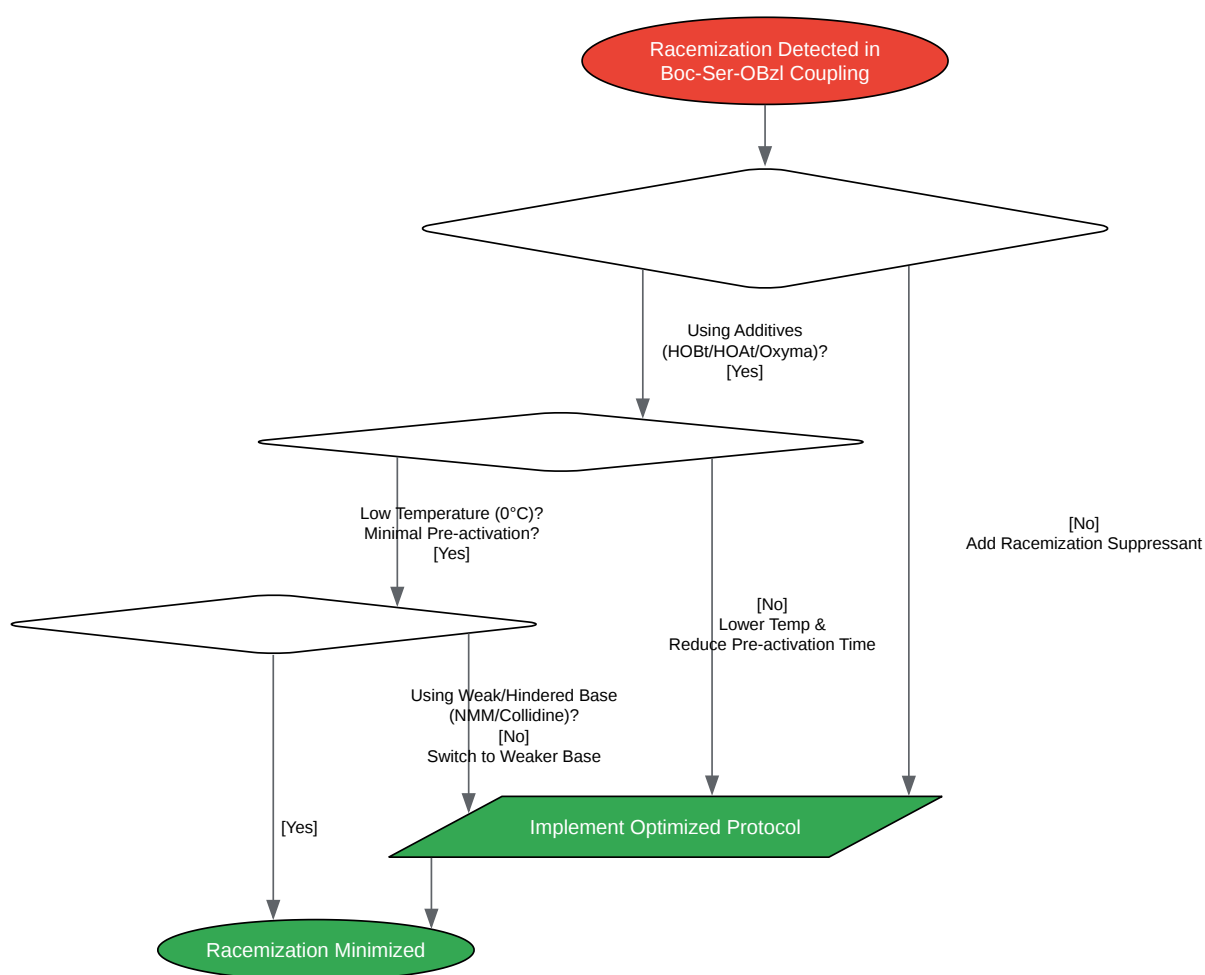 Racemization Detected in
Boc-Ser-OBzl Coupling
Using Additives
(HOBt/HOAt/Oxyma)?
[Yes]
Low Temperature (0°C)?
Minimal Pre-activation?
[Yes]
[No]
Add Racemization Suppressant
[No]
Lower Temp &
Reduce Pre-activation Time
Using Weak/Hindered Base
(NMM/Collidine)?
[No]
Switch to Weaker Base
[Yes]
Implement Optimized Protocol
Racemization Minimized